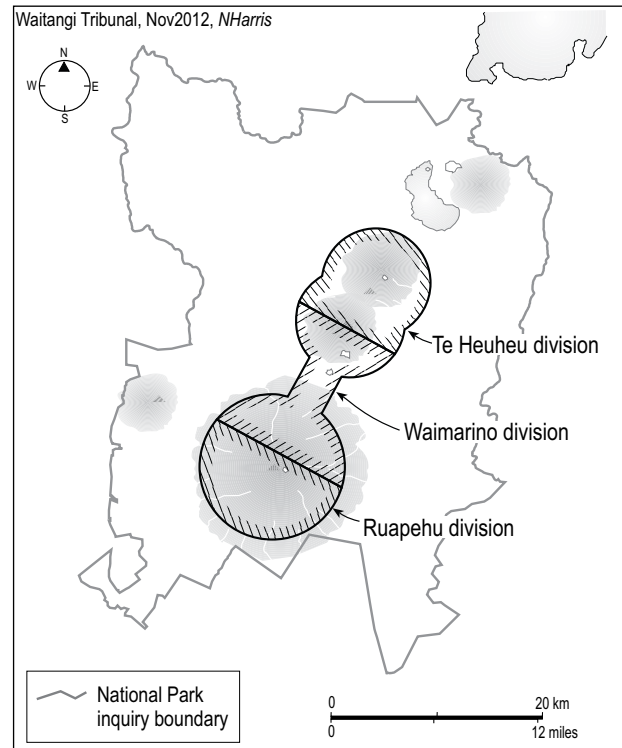 Waitangi Tribunal, Nov2012, NHarris
N
W E
S
Te Heuheu division
Waimarino division
Ruapehu division
National Park
inquiry boundary
0 20 km
0 12 miles